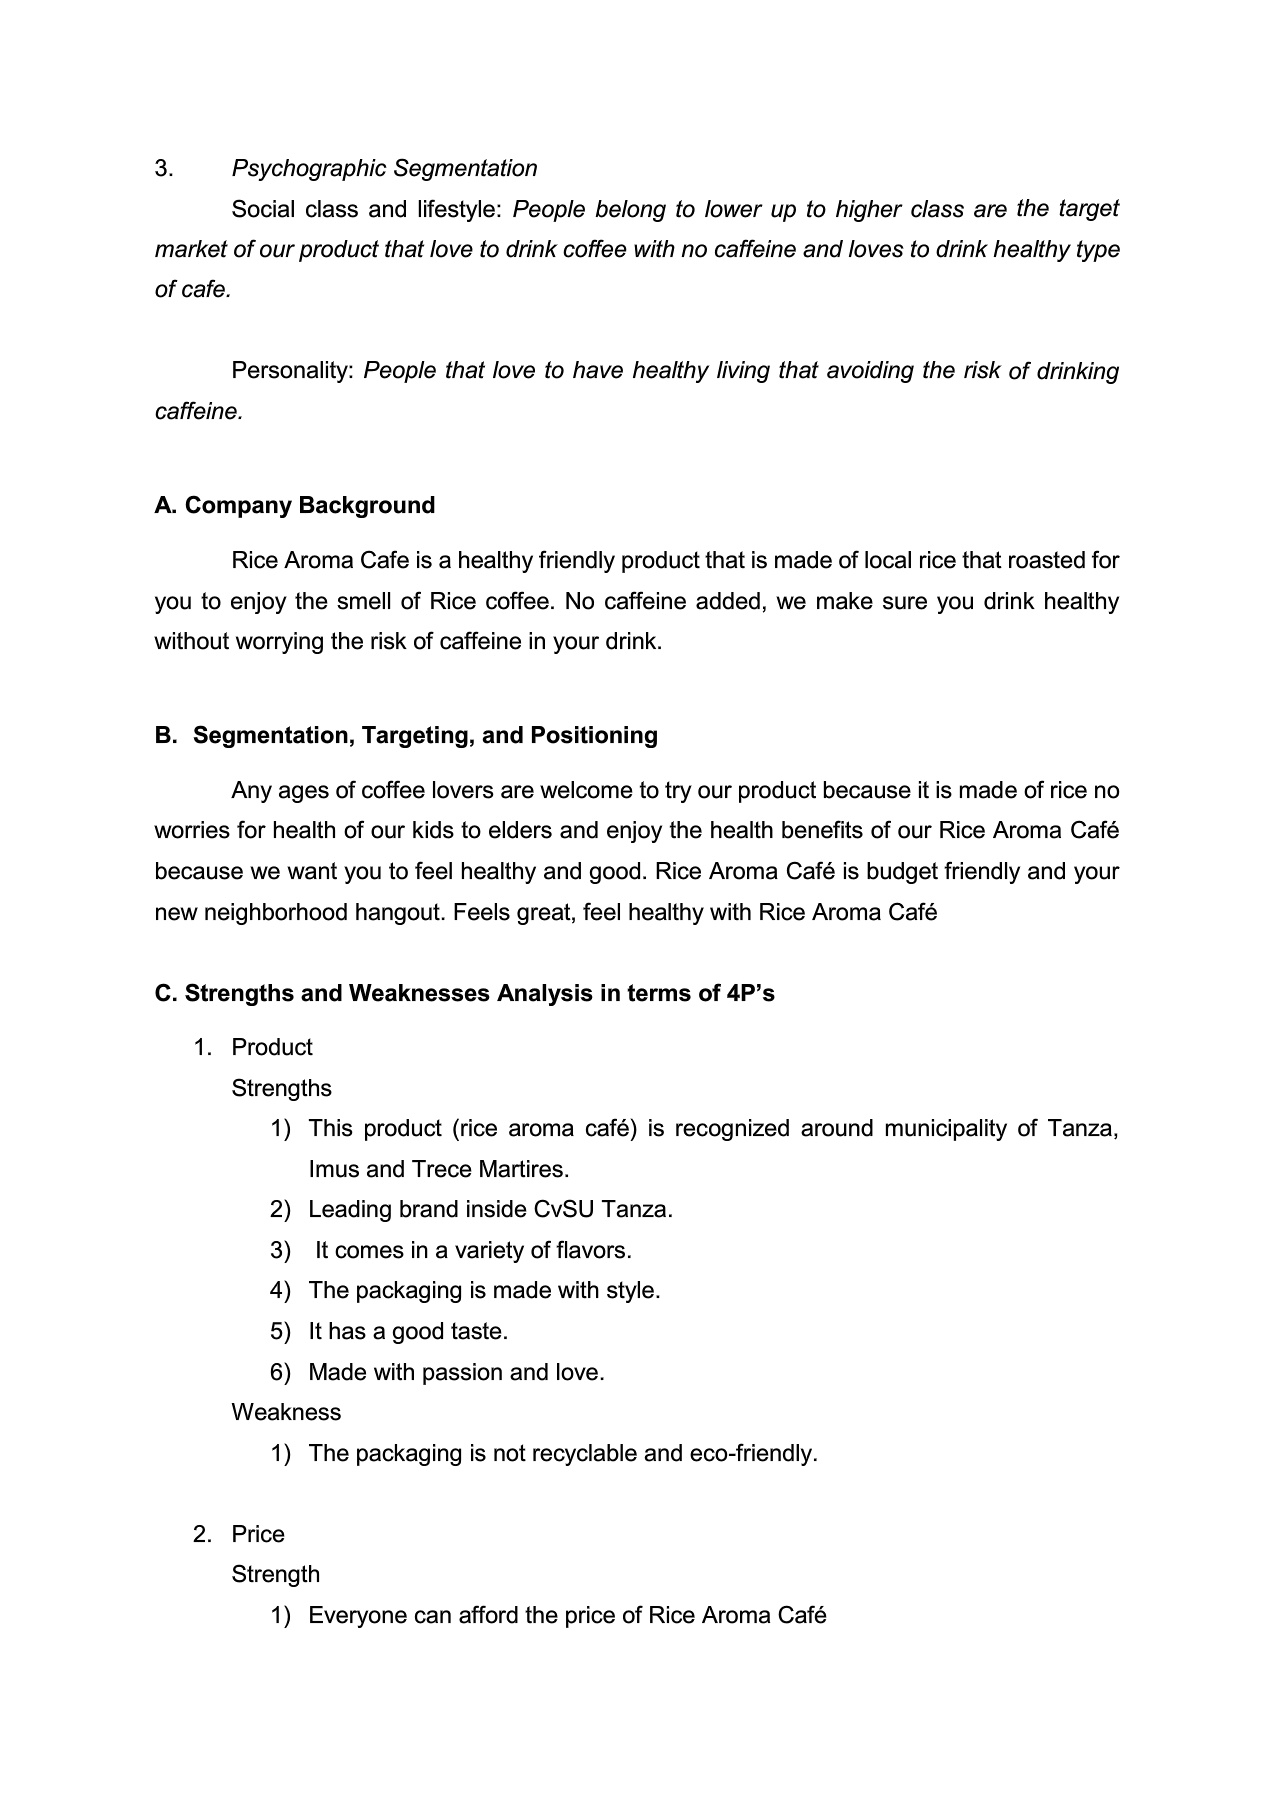 3. Psychographic Segmentation
Social class and lifestyle: People belong to lower up to higher class are the target
market of our product that love to drink coffee with no caffeine and loves to drink healthy type
of cafe.
Personality: People that love to have healthy living that avoiding the risk of drinking
caffeine.
A. Company Background
Rice Aroma Cafe is a healthy friendly product that is made of local rice that roasted for
you to enjoy the smell of Rice coffee. No caffeine added, we make sure you drink healthy
without worrying the risk of caffeine in your drink.
B. Segmentation, Targeting, and Positioning
Any ages of coffee lovers are welcome to try our product because it is made of rice no
worries for health of our kids to elders and enjoy the health benefits of our Rice Aroma Café
because we want you to feel healthy and good. Rice Aroma Café is budget friendly and your
new neighborhood hangout. Feels great, feel healthy with Rice Aroma Café
C. Strengths and Weaknesses Analysis in terms of 4P’s
1. Product
Strengths
1) This product (rice aroma café) is recognized around municipality of Tanza,
Imus and Trece Martires.
2) Leading brand inside CvSU Tanza.
3) It comes in a variety of flavors.
4) The packaging is made with style.
5) It has a good taste.
6) Made with passion and love.
Weakness
1) The packaging is not recyclable and eco-friendly.
2. Price
Strength
1) Everyone can afford the price of Rice Aroma Café